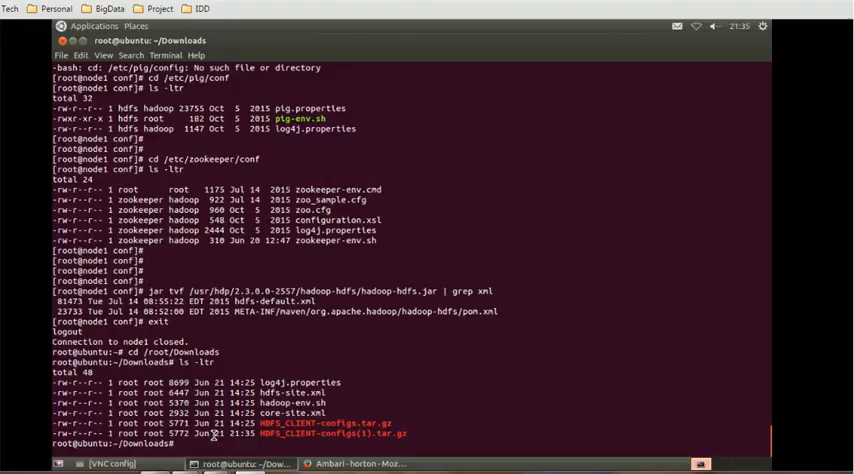 Tech Personal BigData Project IDD
Applications Places 21:35
root@ubuntu: ~/Downloads
File Edit View Search Terminal Help
-bash: cd: /etc/pig/config: No such file or directory
[root@node1 conf]# cd /etc/pig/conf
[root@node1 conf]# ls -ltr
total 32
-rw-r--r-- 1 hdfs hadoop 23755 Oct 5 2015 pig.properties
-rwxr-xr-x 1 hdfs root 182 Oct 5 2015 pig-env.sh
-rw-r--r-- 1 hdfs hadoop 1147 Oct 5 2015 log4j.properties
[root@node1 conf]#
[root@node1 conf]#
[root@node1 conf]# cd /etc/zookeeper/conf
[root@node1 conf]# ls -ltr
total 24
-rw-r--r-- 1 root root 1175 Jul 14 2015 zookeeper-env.cmd
-rw-r--r-- 1 zookeeper hadoop 922 Jul 14 2015 zoo_sample.cfg
-rw-r--r-- 1 zookeeper hadoop 960 Oct 5 2015 zoo.cfg
-rw-r--r-- 1 zookeeper hadoop 548 Oct 5 2015 configuration.xsl
-rw-r--r-- 1 zookeeper hadoop 2444 Oct 5 2015 log4j.properties
-rw-r--r-- 1 zookeeper hadoop 310 Jun 20 12:47 zookeeper-env.sh
[root@node1 conf]#
[root@node1 conf]#
[root@node1 conf]#
[root@node1 conf]#
[root@node1 conf]# jar tvf /usr/hdp/2.3.0.0-2557/hadoop-hdfs/hadoop-hdfs.jar | grep xml
81473 Tue Jul 14 08:55:22 EDT 2015 hdfs-default.xml
23733 Tue Jul 14 08:52:00 EDT 2015 META-INF/maven/org.apache.hadoop/hadoop-hdfs/pom.xml
[root@node1 conf]# exit
logout
Connection to node1 closed.
root@ubuntu:~# cd /root/Downloads
root@ubuntu:~/Downloads# ls -ltr
total 48
-rw-r--r-- 1 root root 8699 Jun 21 14:25 log4j.properties
-rw-r--r-- 1 root root 6447 Jun 21 14:25 hdfs-site.xml
-rw-r--r-- 1 root root 5370 Jun 21 14:25 hadoop-env.sh
-rw-r--r-- 1 root root 2932 Jun 21 14:25 core-site.xml
-rw-r--r-- 1 root root 5771 Jun 21 14:25 HDFS_CLIENT-configs.tar.gz
-rw-r--r-- 1 root root 5772 Jun 21 21:35 HDFS_CLIENT-configs(1).tar.gz
root@ubuntu:~/Downloads#
[VNC config] root@ubuntu: ~/Dow... Ambari - horton - Moz...